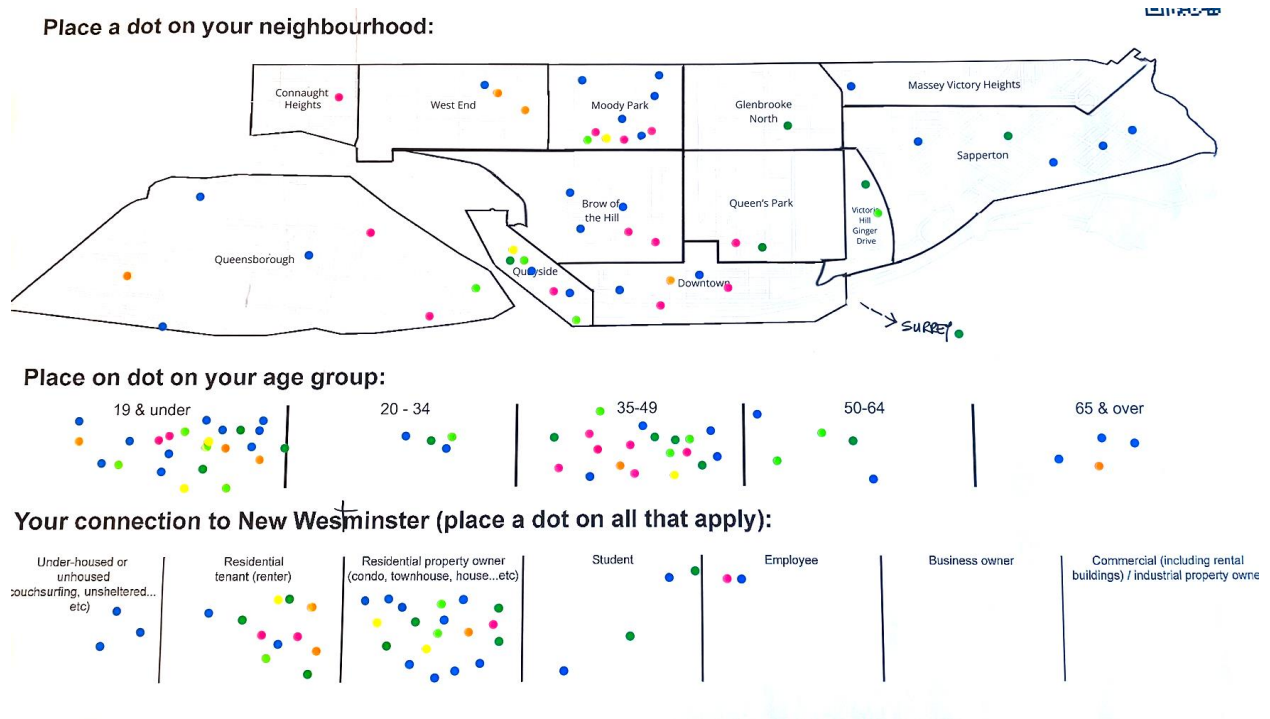 Place a dot on your neighbourhood:
Connaught
Heights
West End
Moody Park
Glenbrooke
North
Massey Victory Heights
Sapperton
Brow of
the Hill
Queen's Park
Victoria
Hill
Ginger
Drive
Queensborough
Quayside
Downtown
SURREY
Place on dot on your age group:
19 & under
20 - 34
35-49
50-64
65 & over
Your connection to New Westminster (place a dot on all that apply):
Under-housed or
unhoused
ouchsurfing, unsheltered...
etc)
Residential
tenant (renter)
Residential property owner
(condo, townhouse, house...etc)
Student
Employee
Business owner
Commercial (including rental
buildings) / industrial property owne